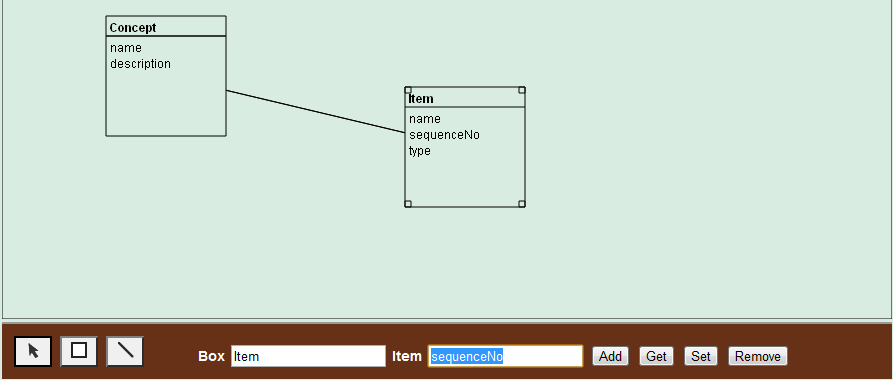 Concept
name
description
Item
name
sequenceNo
type
Box Item Item sequenceNo Add Get Set Remove